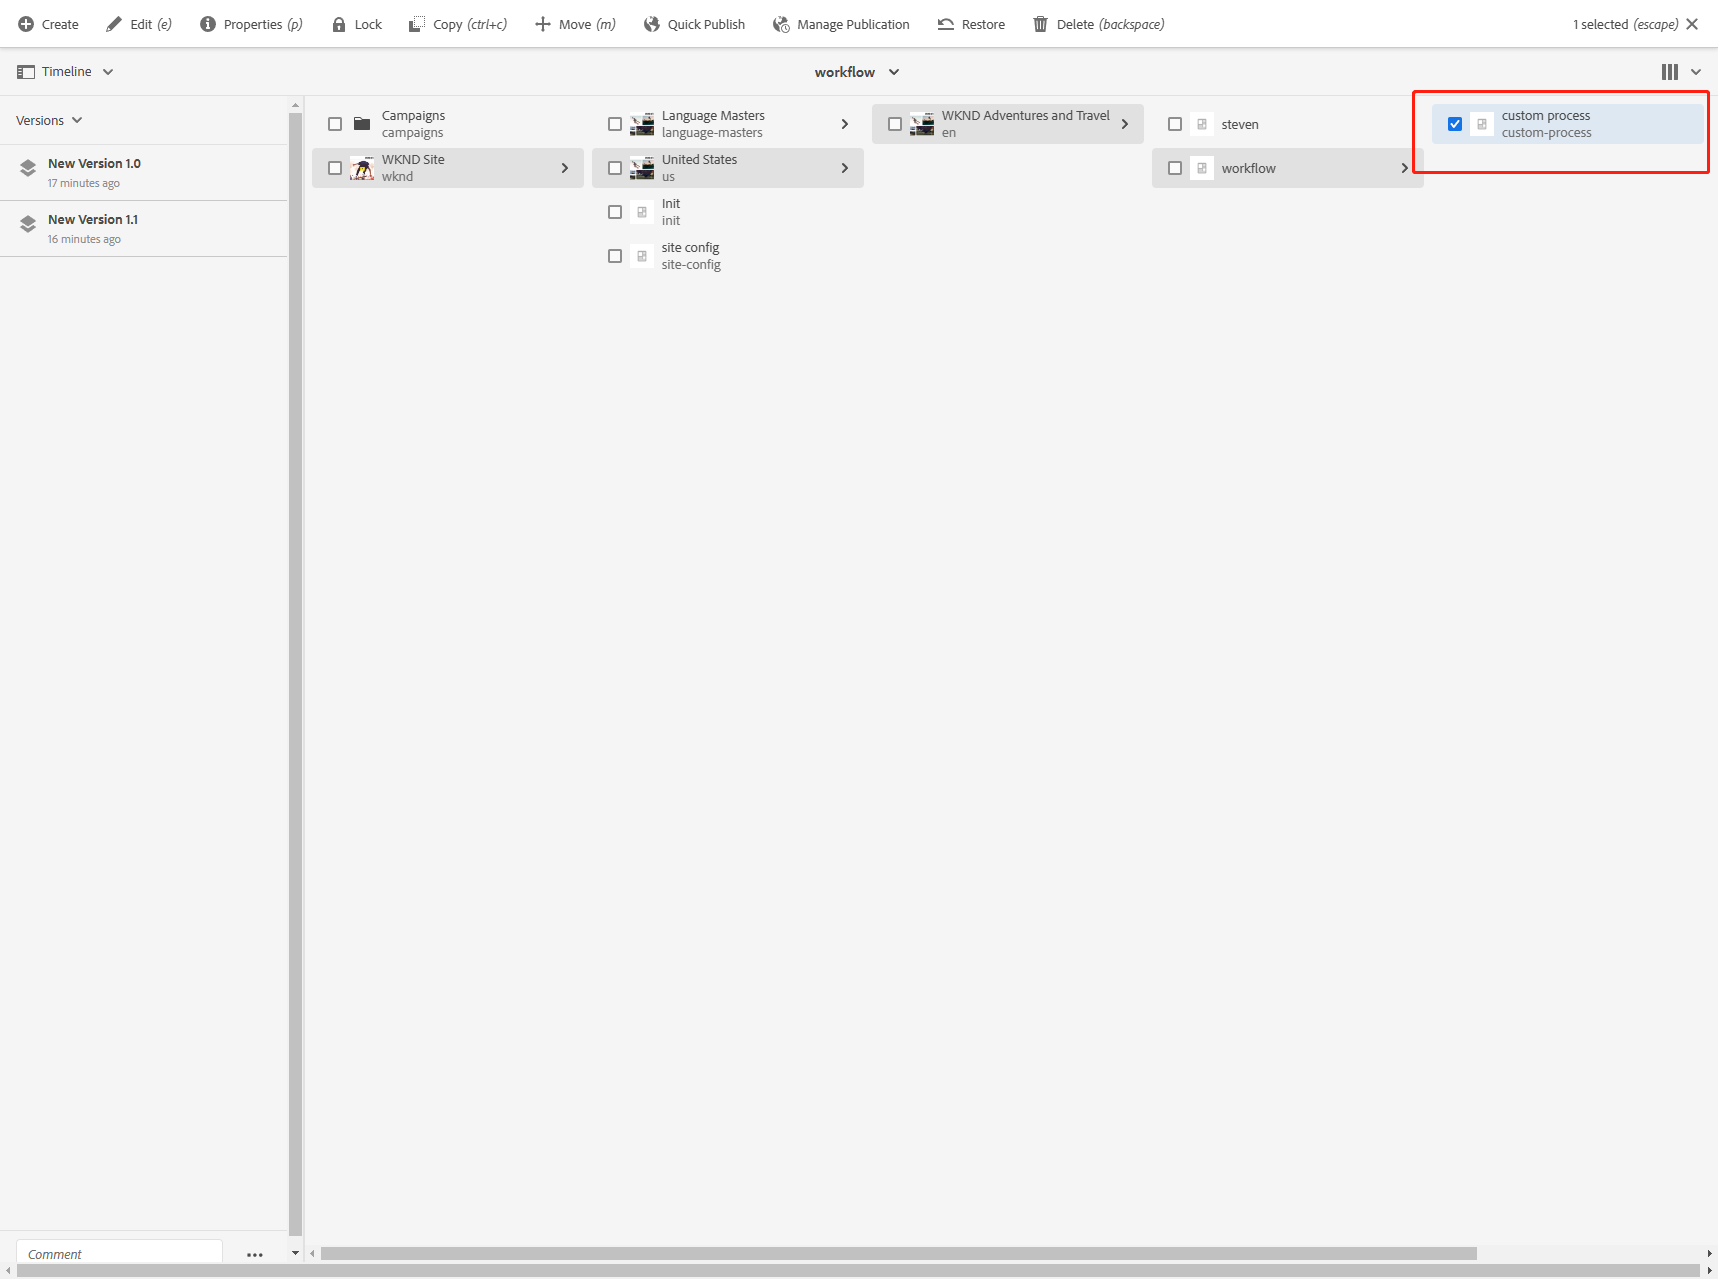 Create Edit (e) Properties (p) Lock Copy (ctrl+c) Move (m) Quick Publish Manage Publication Restore Delete (backspace) 1 selected (escape)
Timeline workflow
Versions
New Version 1.0
17 minutes ago
New Version 1.1
16 minutes ago
Campaigns
campaigns
WKND Site
wknd
Language Masters
language-masters
United States
us
Init
init
site config
site-config
WKND Adventures and Travel
en
steven
workflow
custom process
custom-process
Comment